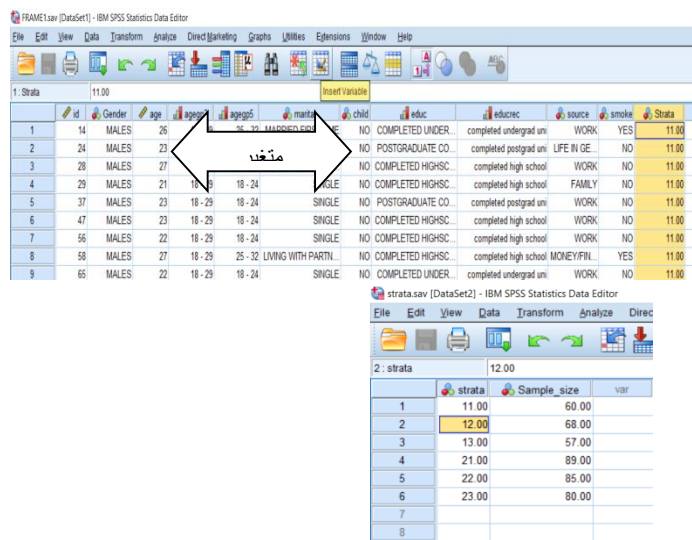 FRAME1.sav [DataSet1] - IBM SPSS Statistics Data Editor
File Edit View Data Transform Analyze Direct Marketing Graphs Utilities Extensions Window Help
1 : Strata 11.00 Insert Variable
id Gender age agegp3 agegp5 marital child educ educrec source smoke Strata
1 14 MALES 26 MARRIED FIRST NO COMPLETED UNDER... completed undergrad uni WORK YES 11.00
2 24 MALES 23 NO POSTGRADUATE CO... completed postgrad uni LIFE IN GE... NO 11.00
3 28 MALES 27 NO COMPLETED HIGHSC... completed high school WORK NO 11.00
4 29 MALES 21 18 - 29 18 - 24 SINGLE NO COMPLETED HIGHSC... completed high school FAMILY NO 11.00
5 37 MALES 23 18 - 29 18 - 24 SINGLE NO POSTGRADUATE CO... completed postgrad uni WORK NO 11.00
6 47 MALES 23 18 - 29 18 - 24 SINGLE NO COMPLETED HIGHSC... completed high school WORK NO 11.00
7 56 MALES 22 18 - 29 18 - 24 SINGLE NO COMPLETED HIGHSC... completed high school WORK NO 11.00
8 58 MALES 27 18 - 29 25 - 32 LIVING WITH PARTN... NO COMPLETED HIGHSC... completed high school MONEY/FIN... YES 11.00
9 65 MALES 22 18 - 29 18 - 24 SINGLE NO COMPLETED UNDER... completed undergrad uni WORK NO 11.00
متغير
strata.sav [DataSet2] - IBM SPSS Statistics Data Editor
File Edit View Data Transform Analyze Direc
2 : strata 12.00
strata Sample_size var
1 11.00 60.00
2 12.00 68.00
3 13.00 57.00
4 21.00 89.00
5 22.00 85.00
6 23.00 80.00
7
8